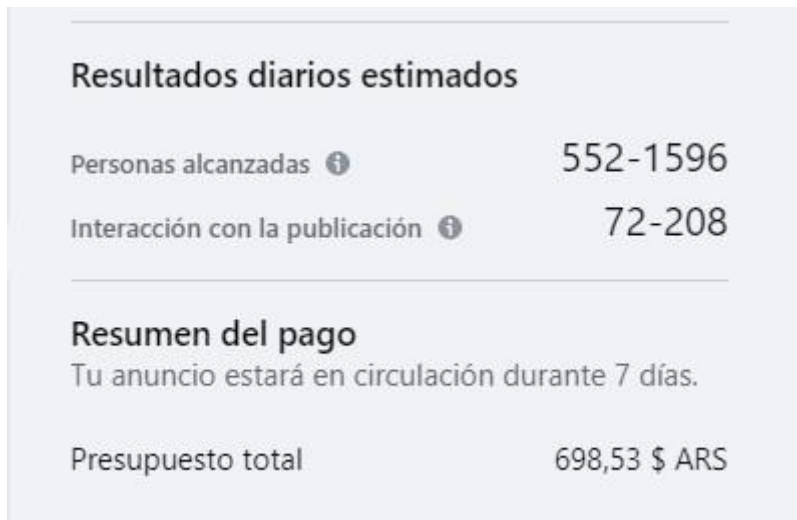 Resultados diarios estimados
Personas alcanzadas 552-1596
Interacción con la publicación 72-208
Resumen del pago
Tu anuncio estará en circulación durante 7 días.
Presupuesto total 698,53 $ ARS